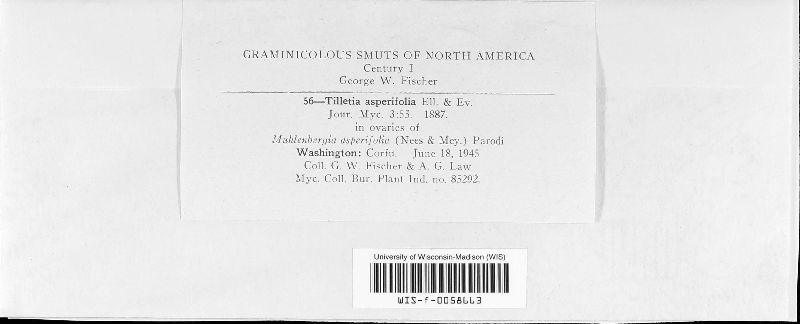 GRAMINICOLOUS SMUTS OF NORTH AMERICA
Century I
George W. Fischer
56—Tilletia asperifolia Ell. & Ev.
Jour. Myc. 3:55. 1887.
in ovaries of
Muhlenbergia asperifolia (Nees & Mey.) Parodi
Washington: Corfu. June 18, 1945
Coll. G. W. Fischer & A. G. Law
Myc. Coll. Bur. Plant Ind. no. 85292.
University of Wisconsin-Madison (WIS)
WIS-f-0058663